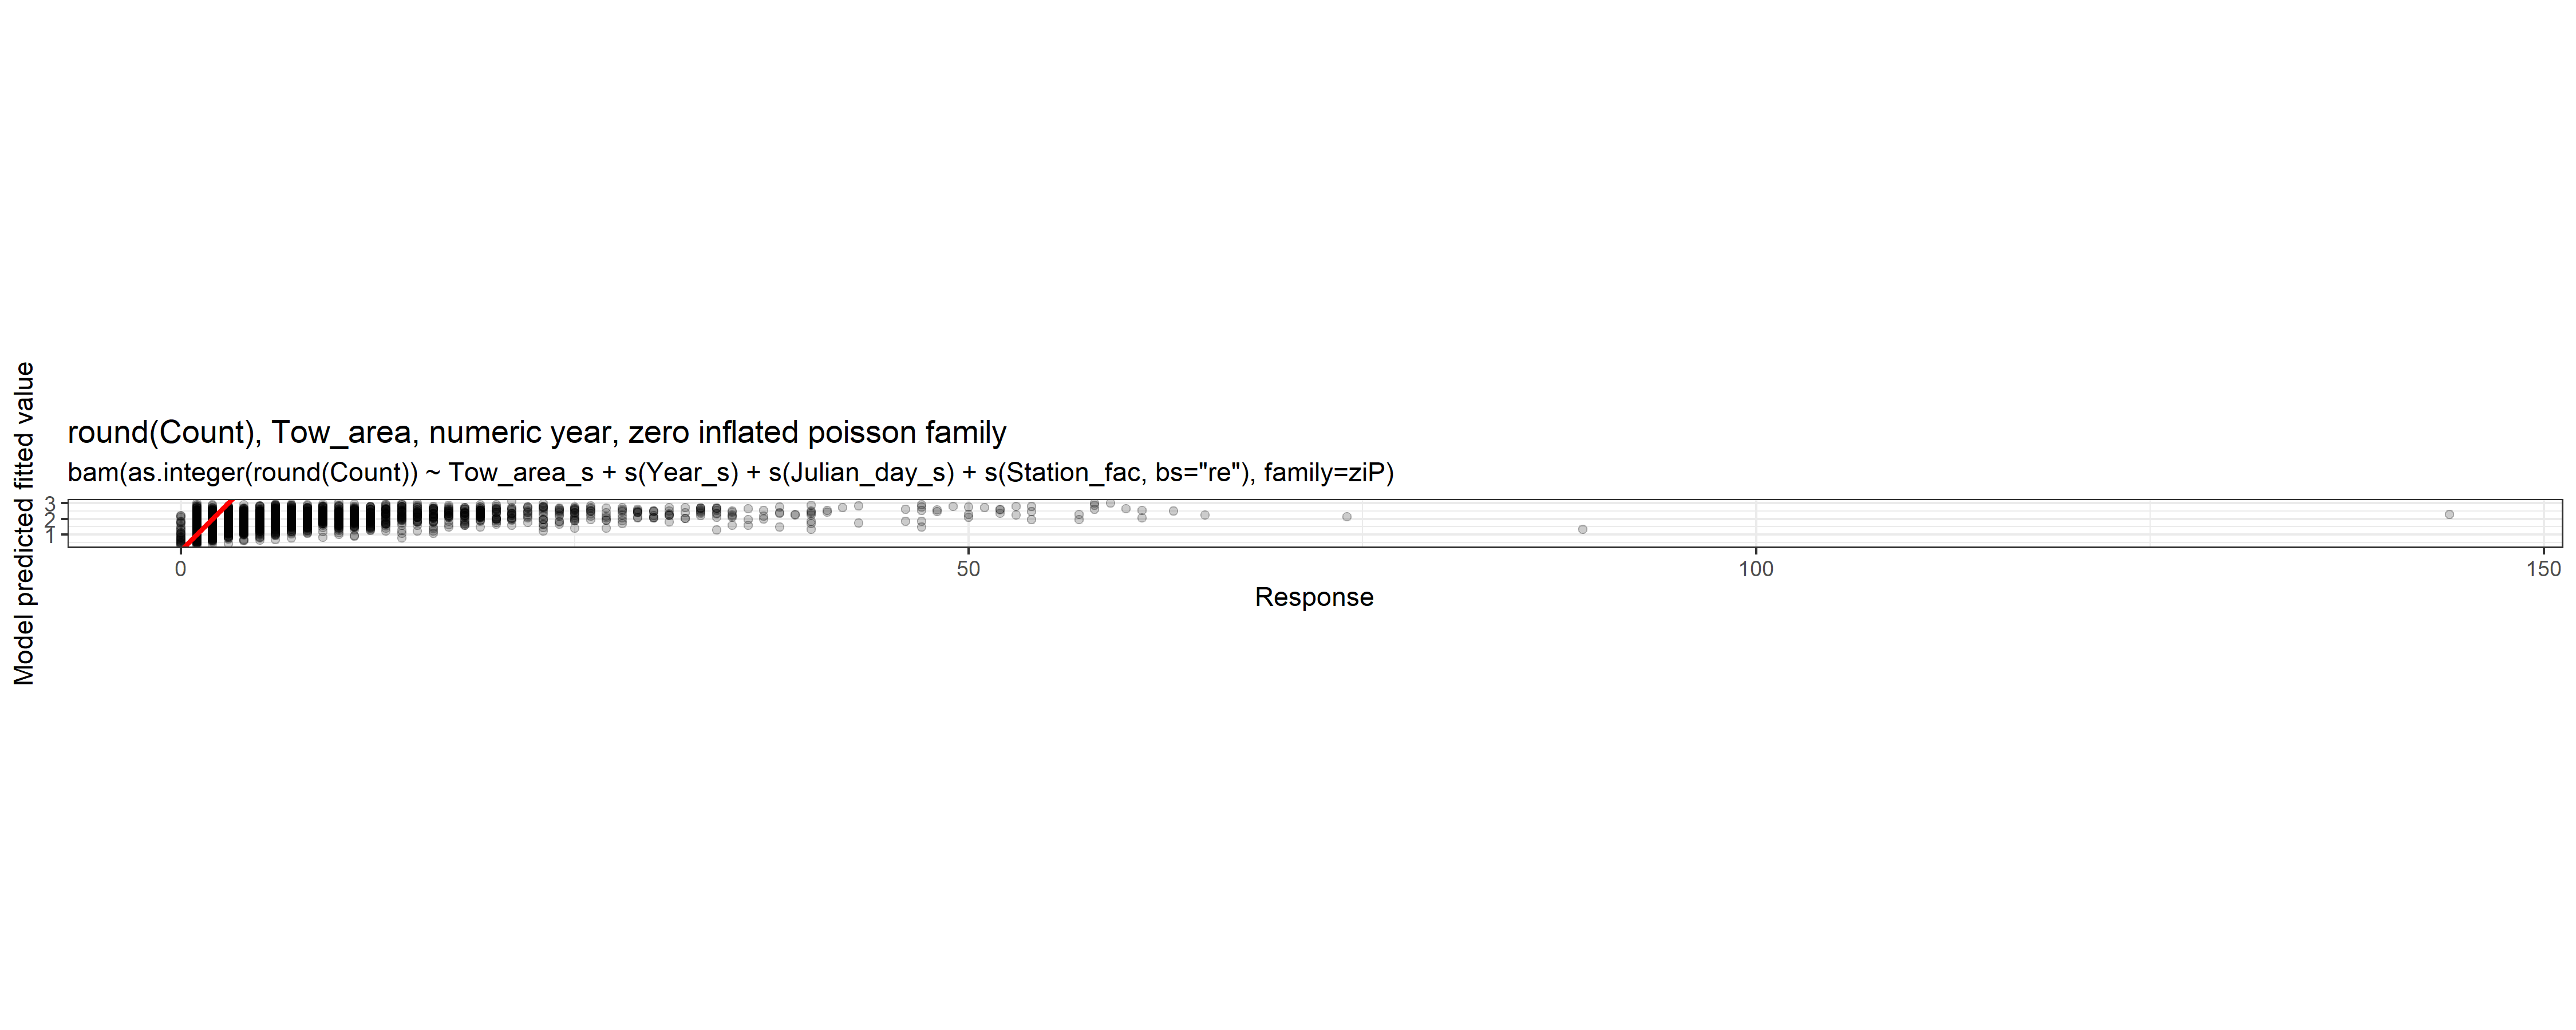 round(Count), Tow_area, numeric year, zero inflated poisson family
bam(as.integer(round(Count)) ~ Tow_area_s + s(Year_s) + s(Julian_day_s) + s(Station_fac, bs="re"), family=ziP)
Model predicted fitted value
3
2
1
0
50
100
150
Response